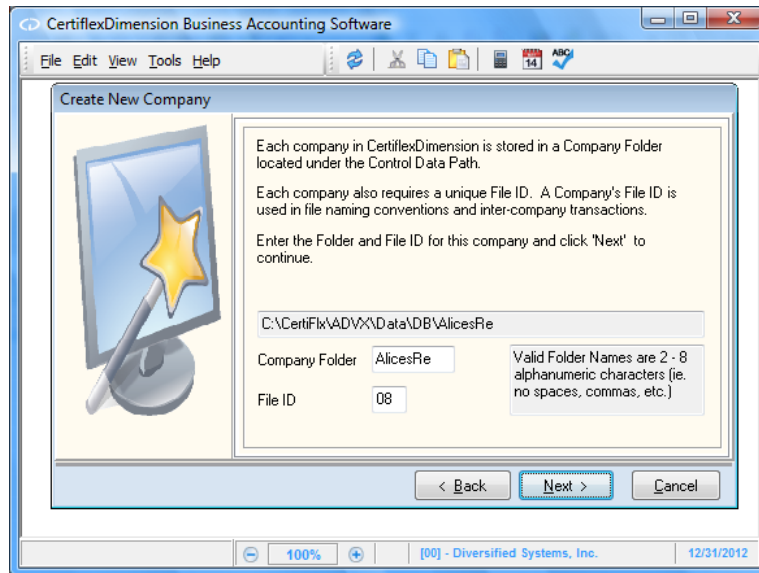 CertiflexDimension Business Accounting Software
File Edit View Tools Help
14
ABC
Create New Company
Each company in CertiflexDimension is stored in a Company Folder
located under the Control Data Path.
Each company also requires a unique File ID. A Company's File ID is
used in file naming conventions and inter-company transactions.
Enter the Folder and File ID for this company and click 'Next' to
continue.
C:\CertiFlx\ADVX\Data\DB\AlicesRe
Company Folder AlicesRe
Valid Folder Names are 2 - 8
alphanumeric characters (ie.
no spaces, commas, etc.)
File ID 08
< Back Next > Cancel
100% [00] - Diversified Systems, Inc. 12/31/2012